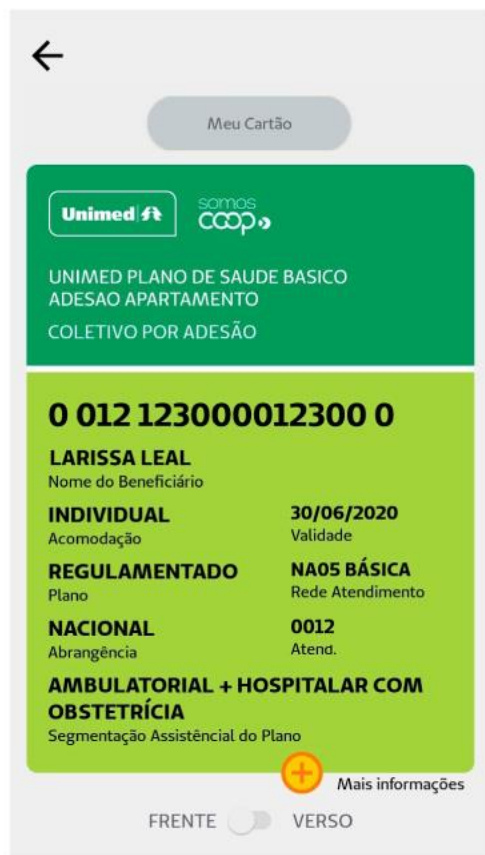 Meu Cartão
Unimed
somos
coop
UNIMED PLANO DE SAUDE BASICO
ADESAO APARTAMENTO
COLETIVO POR ADESÃO
0 012 123000012300 0
LARISSA LEAL
Nome do Beneficiário
INDIVIDUAL 30/06/2020
Acomodação Validade
REGULAMENTADO NA05 BÁSICA
Plano Rede Atendimento
NACIONAL 0012
Abrangência Atend.
AMBULATORIAL + HOSPITALAR COM
OBSTETRÍCIA
Segmentação Assistêncial do Plano
Mais informações
FRENTE VERSO